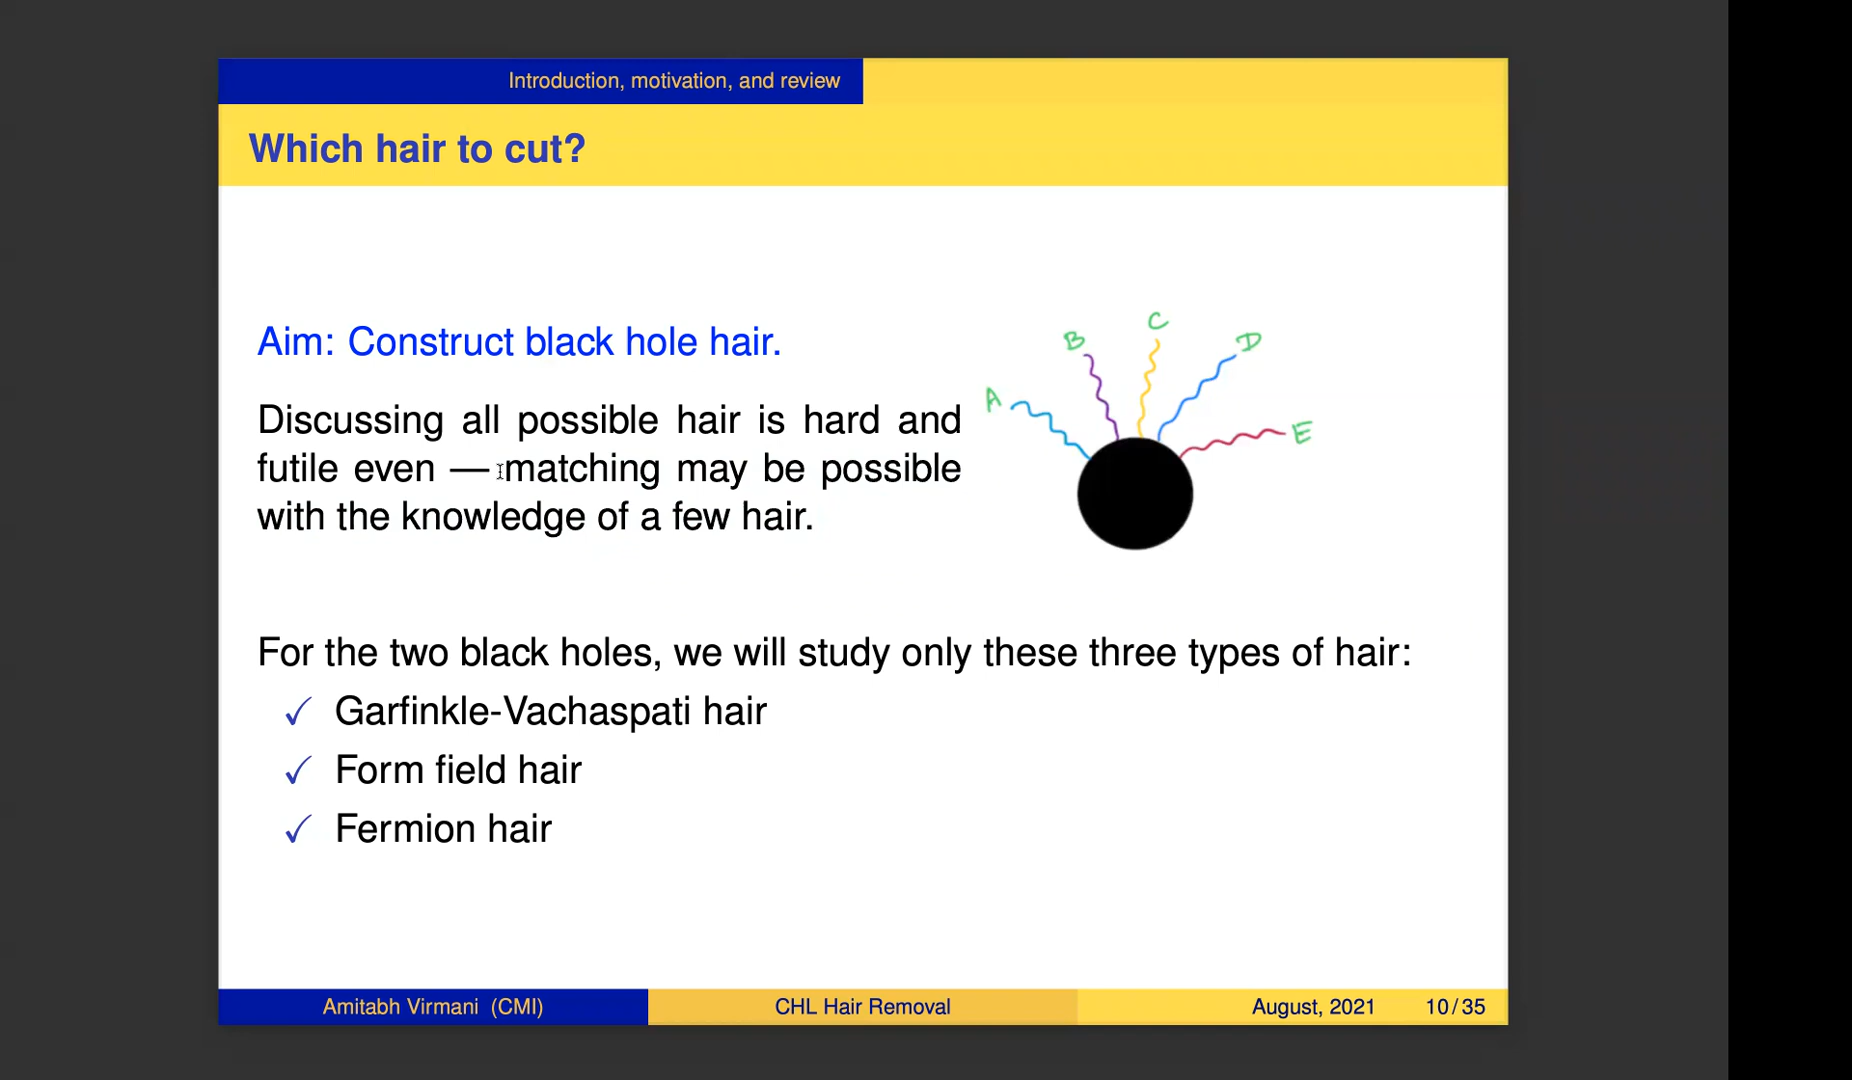 Introduction, motivation, and review
Which hair to cut?
Aim: Construct black hole hair.
Discussing all possible hair is hard and
futile even — matching may be possible
with the knowledge of a few hair.
A
B
C
D
E
For the two black holes, we will study only these three types of hair:
✓ Garfinkle-Vachaspati hair
✓ Form field hair
✓ Fermion hair
Amitabh Virmani (CMI) CHL Hair Removal August, 2021 10/35